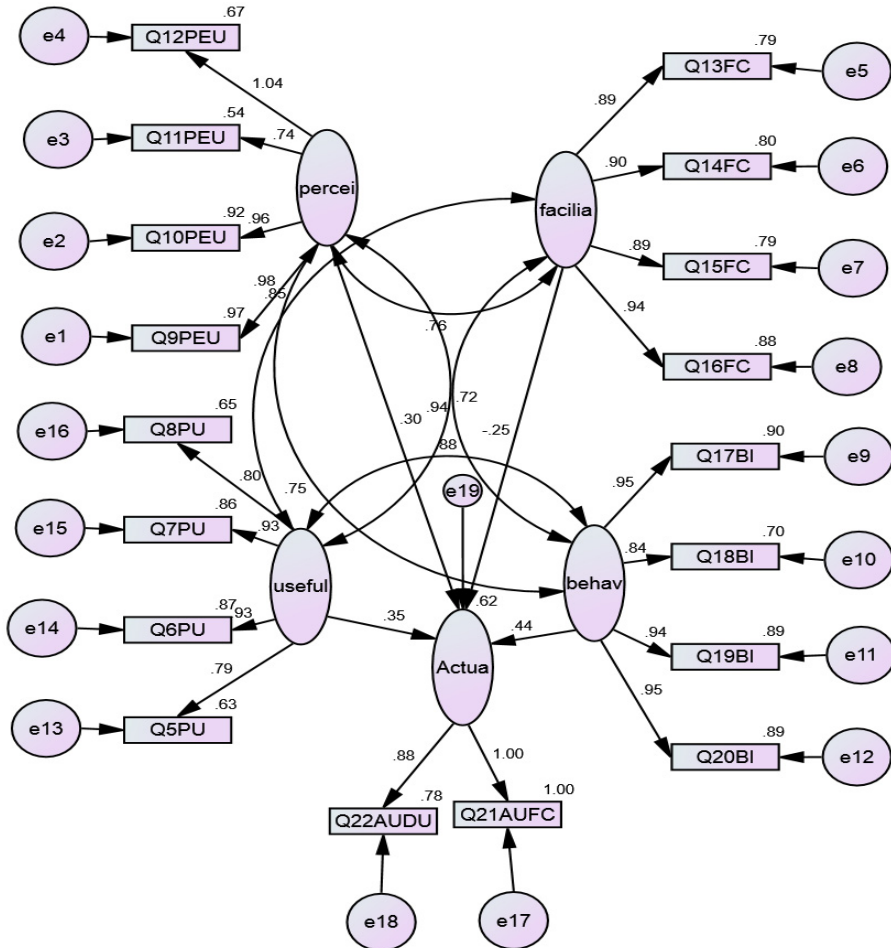 e4
.67
Q12PEU
1.04
e3
.54
Q11PEU
.74
percei
e2
.92
Q10PEU
.96
e1
.97
Q9PEU
.98
.85
.79
Q13FC
e5
.89
facilia
.80
Q14FC
e6
.90
.79
Q15FC
e7
.89
.88
Q16FC
e8
.94
.76
.72
.30
.94
-.25
.88
.75
e16
.65
Q8PU
.80
e15
.86
Q7PU
.93
useful
e14
.87
Q6PU
.93
e13
.63
Q5PU
.79
e19
.62
Actua
.35
.44
behav
.90
Q17BI
e9
.95
.70
Q18BI
e10
.84
.89
Q19BI
e11
.94
.89
Q20BI
e12
.95
.88
1.00
.78
Q22AUDU
1.00
Q21AUFC
e18
e17